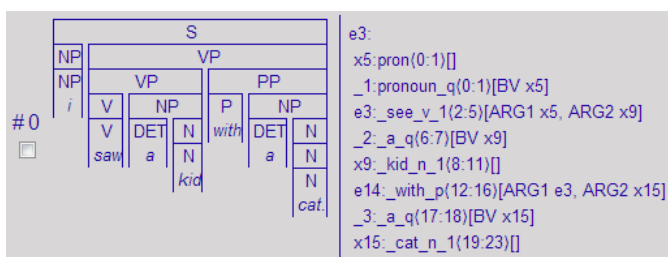 S
NP VP
NP VP PP
i V NP P NP
#0 V DET N with DET N
saw a N a N
kid N
cat.
e3:
x5:pron⟨0:1⟩[]
_1:pronoun_q⟨0:1⟩[BV x5]
e3:_see_v_1⟨2:5⟩[ARG1 x5, ARG2 x9]
_2:_a_q⟨6:7⟩[BV x9]
x9:_kid_n_1⟨8:11⟩[]
e14:_with_p⟨12:16⟩[ARG1 e3, ARG2 x15]
_3:_a_q⟨17:18⟩[BV x15]
x15:_cat_n_1⟨19:23⟩[]